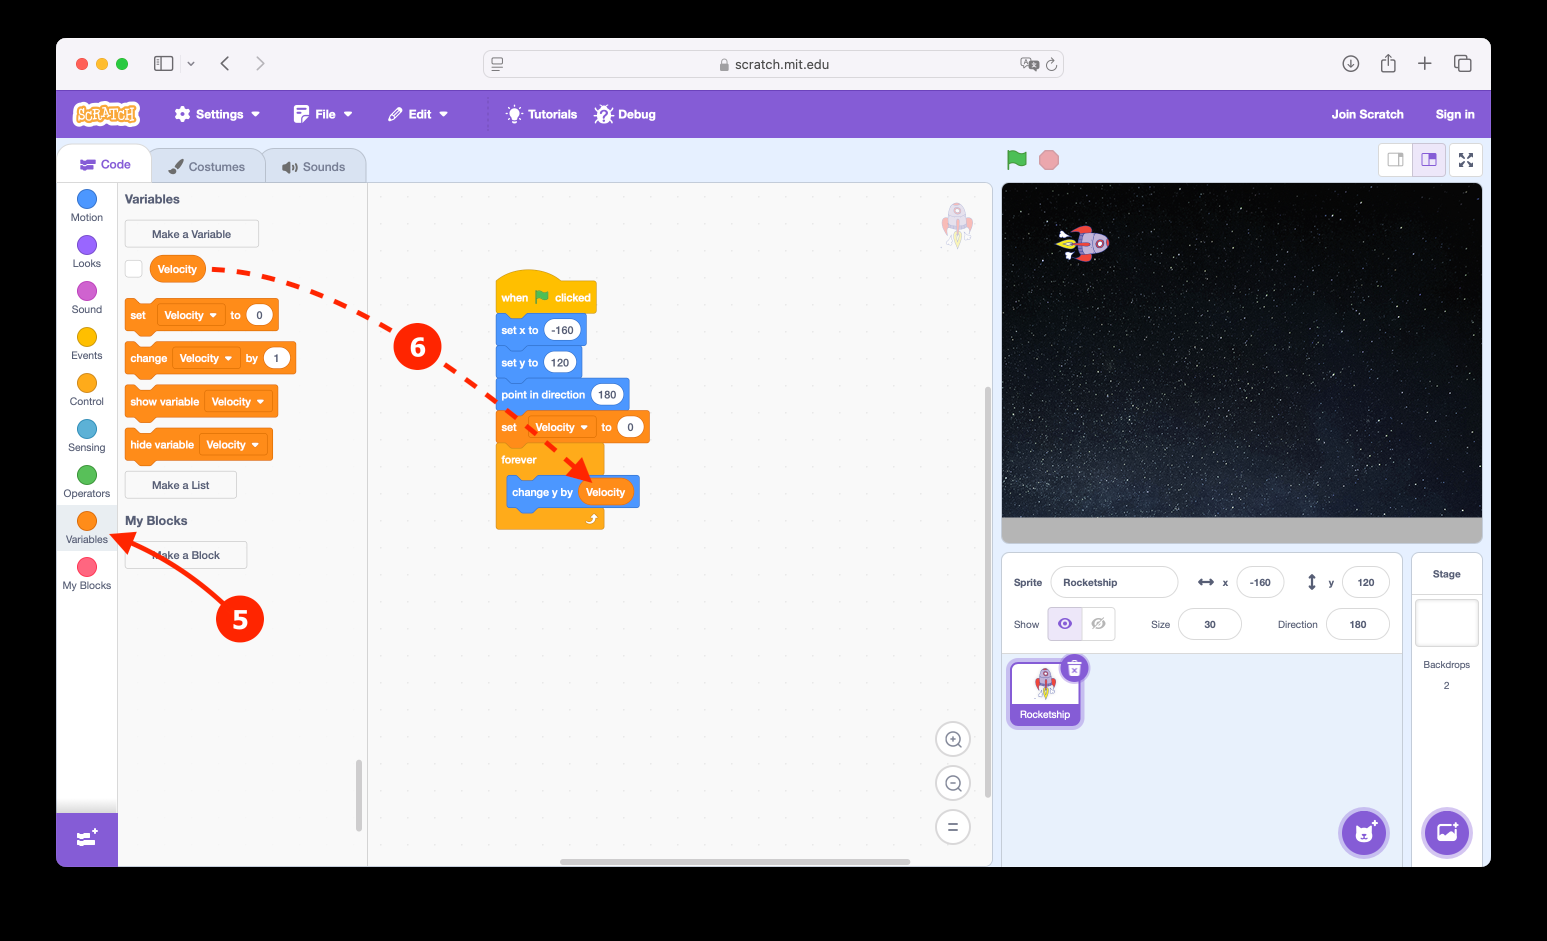 scratch.mit.edu
SCRATCH
Settings
File
Edit
Tutorials
Debug
Join Scratch
Sign in
Code
Costumes
Sounds
Motion
Looks
Sound
Events
Control
Sensing
Operators
Variables
My Blocks
Variables
Make a Variable
Velocity
set Velocity to 0
change Velocity by 1
show variable Velocity
hide variable Velocity
Make a List
My Blocks
Make a Block
5
6
when clicked
set x to -160
set y to 120
point in direction 180
set Velocity to 0
forever
change y by Velocity
Sprite Rocketship x -160 y 120
Show Size 30 Direction 180
Rocketship
Stage
Backdrops
2